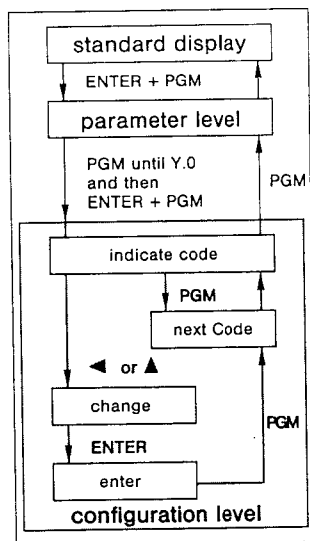 standard display
ENTER + PGM
parameter level
PGM until Y.0
and then
ENTER + PGM
PGM
indicate code
PGM
next Code
◄ or ▲
change
PGM
ENTER
enter
configuration level